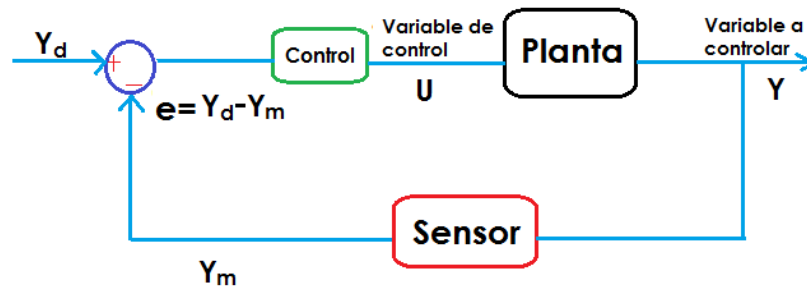 Yd
+
−
e=Yd-Ym
Control
Variable de
control
U
Planta
Variable a
controlar
Y
Sensor
Ym